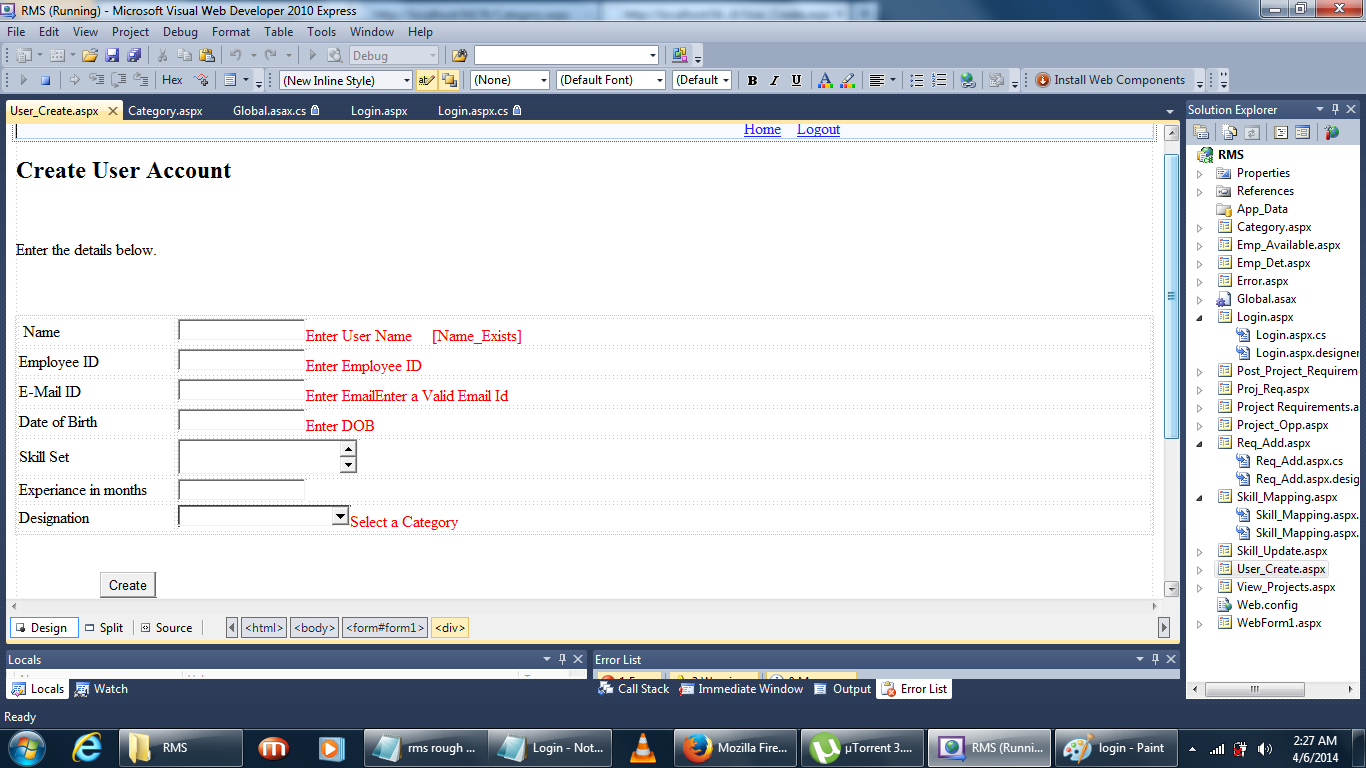 RMS (Running) - Microsoft Visual Web Developer 2010 Express
File Edit View Project Debug Format Table Tools Window Help
Debug
Hex (New Inline Style) (None) (Default Font) (Default B I U A Install Web Components
User_Create.aspx Category.aspx Global.asax.cs Login.aspx Login.aspx.cs
Home Logout
Create User Account
Enter the details below.
Name Enter User Name [Name_Exists]
Employee ID Enter Employee ID
E-Mail ID Enter EmailEnter a Valid Email Id
Date of Birth Enter DOB
Skill Set
Experiance in months
Designation Select a Category
Create
Design Split Source <html> <body> <form#form1> <div>
Solution Explorer
RMS
Properties
References
App_Data
Category.aspx
Emp_Available.aspx
Emp_Det.aspx
Error.aspx
Global.asax
Login.aspx
Login.aspx.cs
Login.aspx.designer
Post_Project_Requirem
Proj_Req.aspx
Project Requirements.a
Project_Opp.aspx
Req_Add.aspx
Req_Add.aspx.cs
Req_Add.aspx.desig
Skill_Mapping.aspx
Skill_Mapping.aspx.
Skill_Mapping.aspx.
Skill_Update.aspx
User_Create.aspx
View_Projects.aspx
Web.config
WebForm1.aspx
Locals
Locals Watch
Error List
Call Stack Immediate Window Output Error List
Ready
RMS rms rough ... Login - Not... Mozilla Fire... µTorrent 3.... RMS (Runni... login - Paint
2:27 AM
4/6/2014